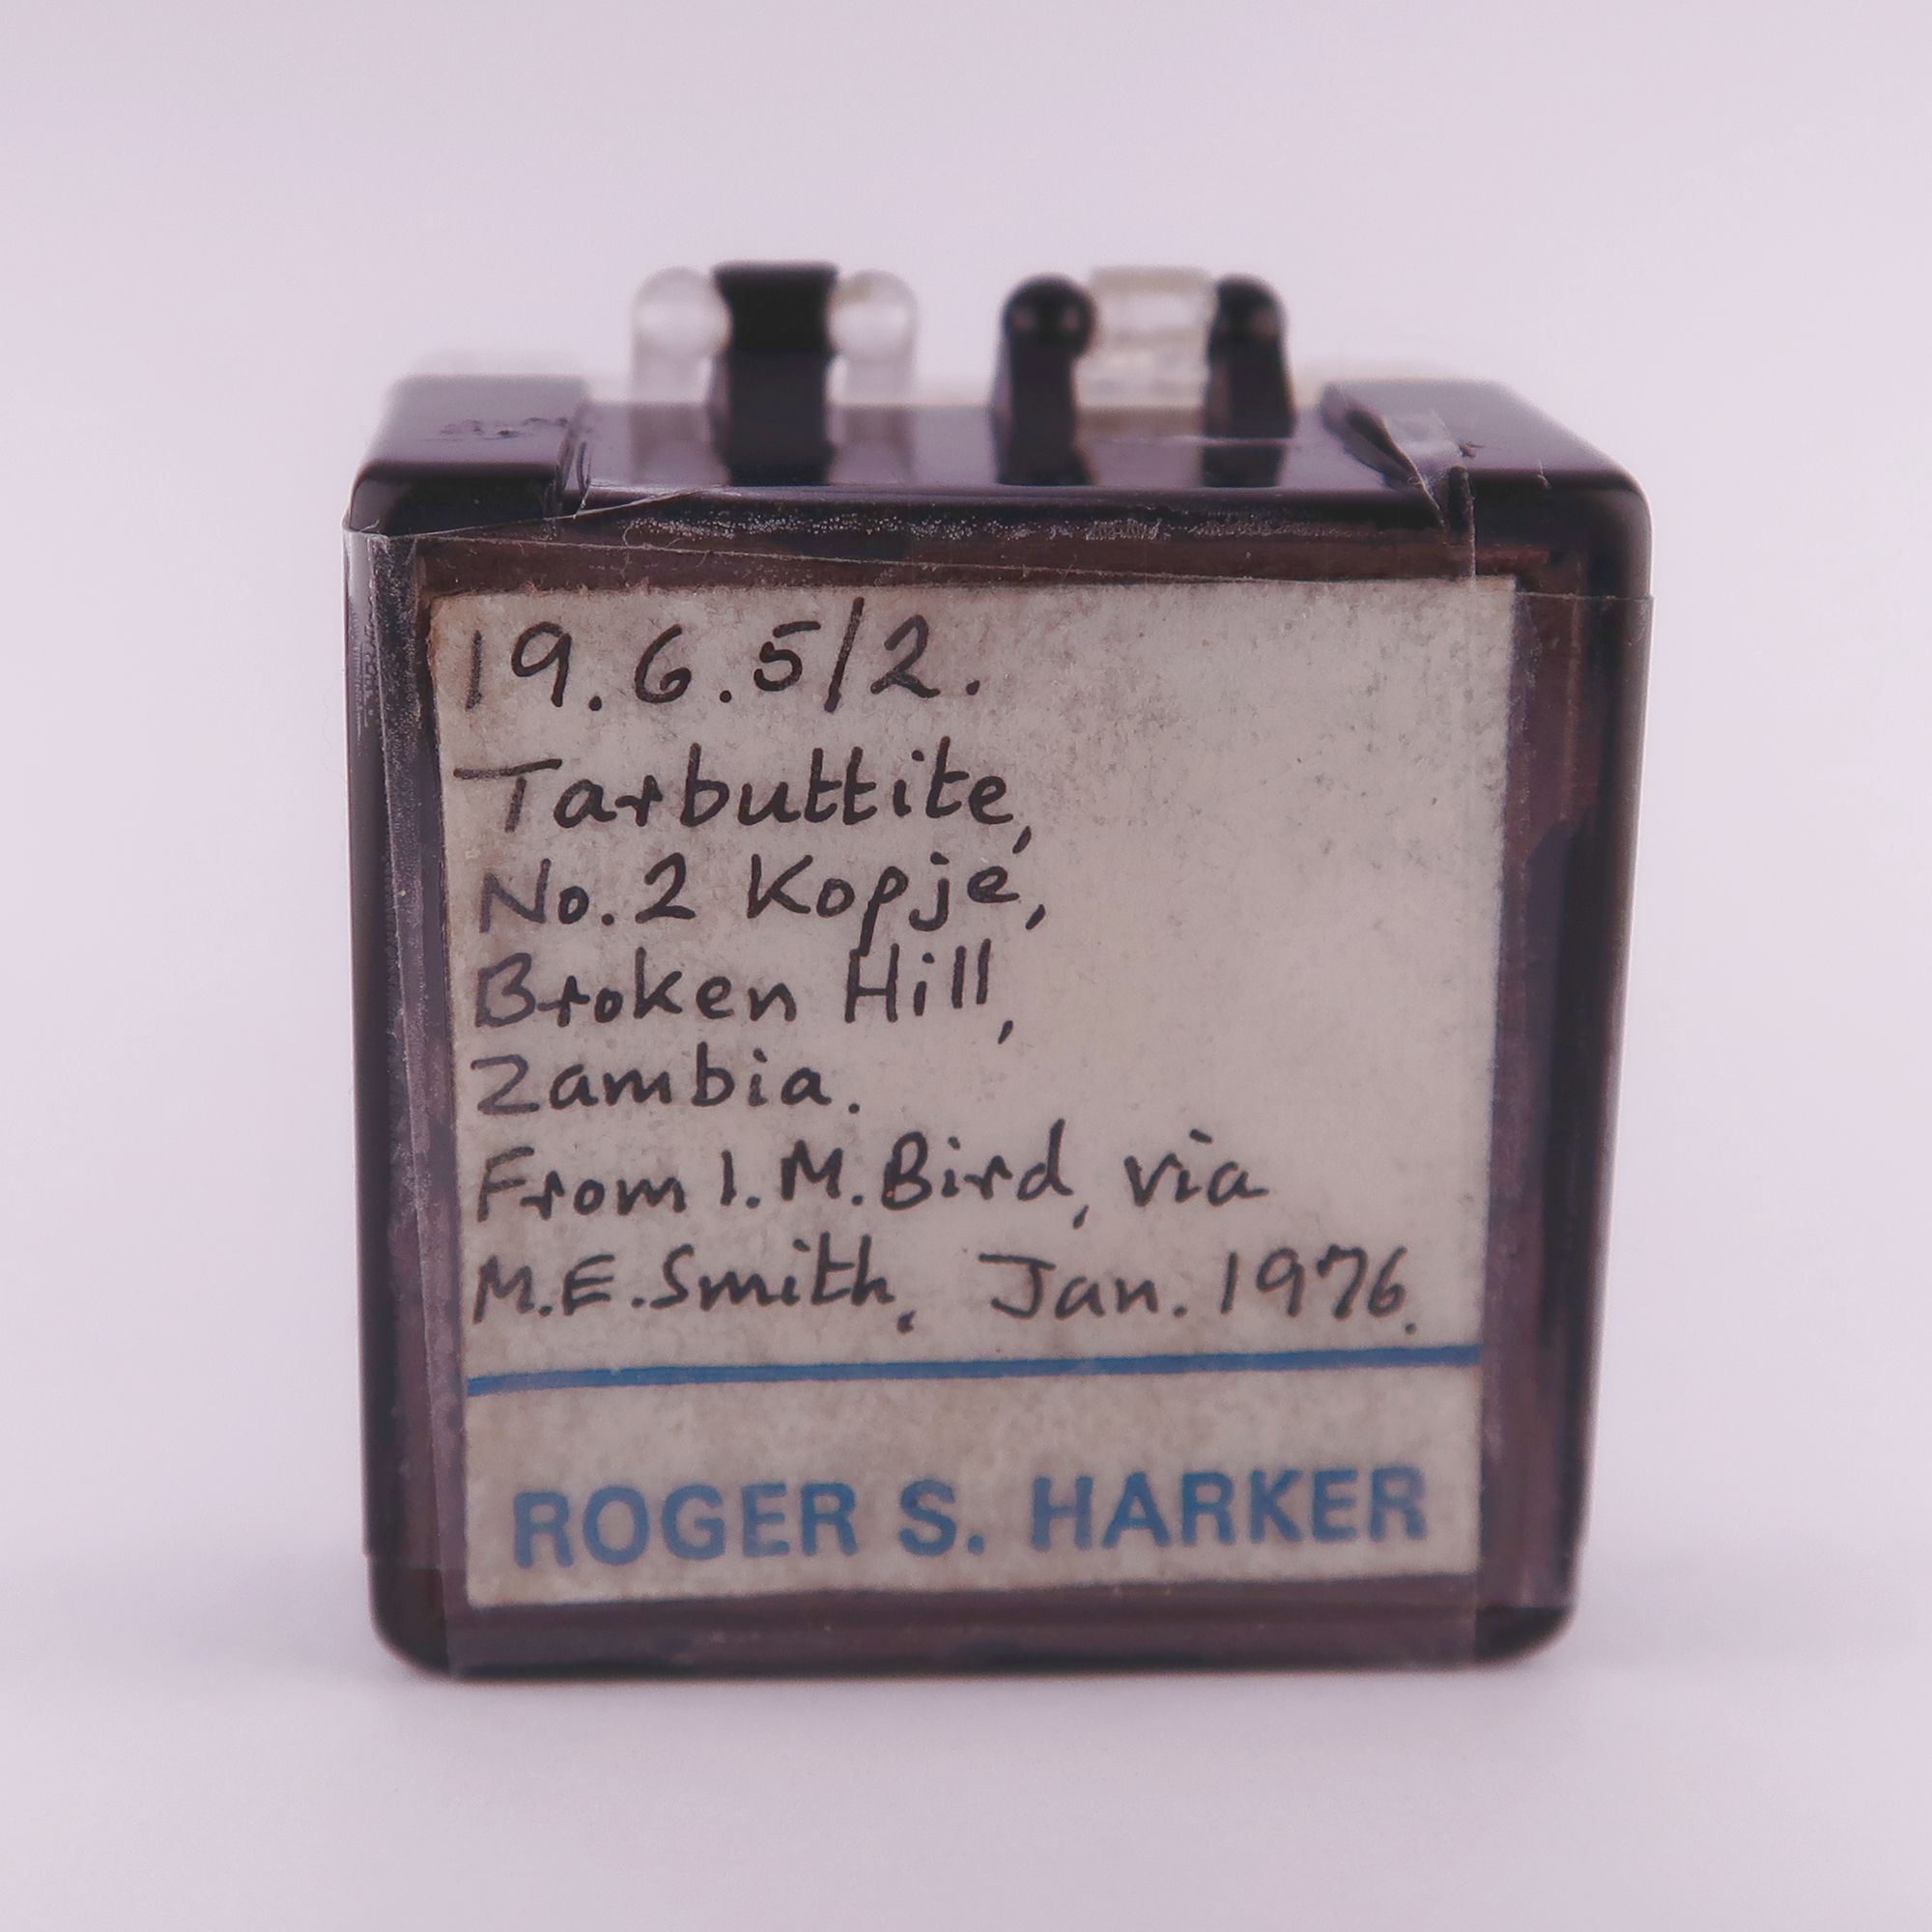 19.6.5/2.
Tarbuttite,
No.2 Kopje,
Broken Hill,
Zambia.
From I.M.Bird, via
M.E.Smith, Jan. 1976.
ROGER S. HARKER